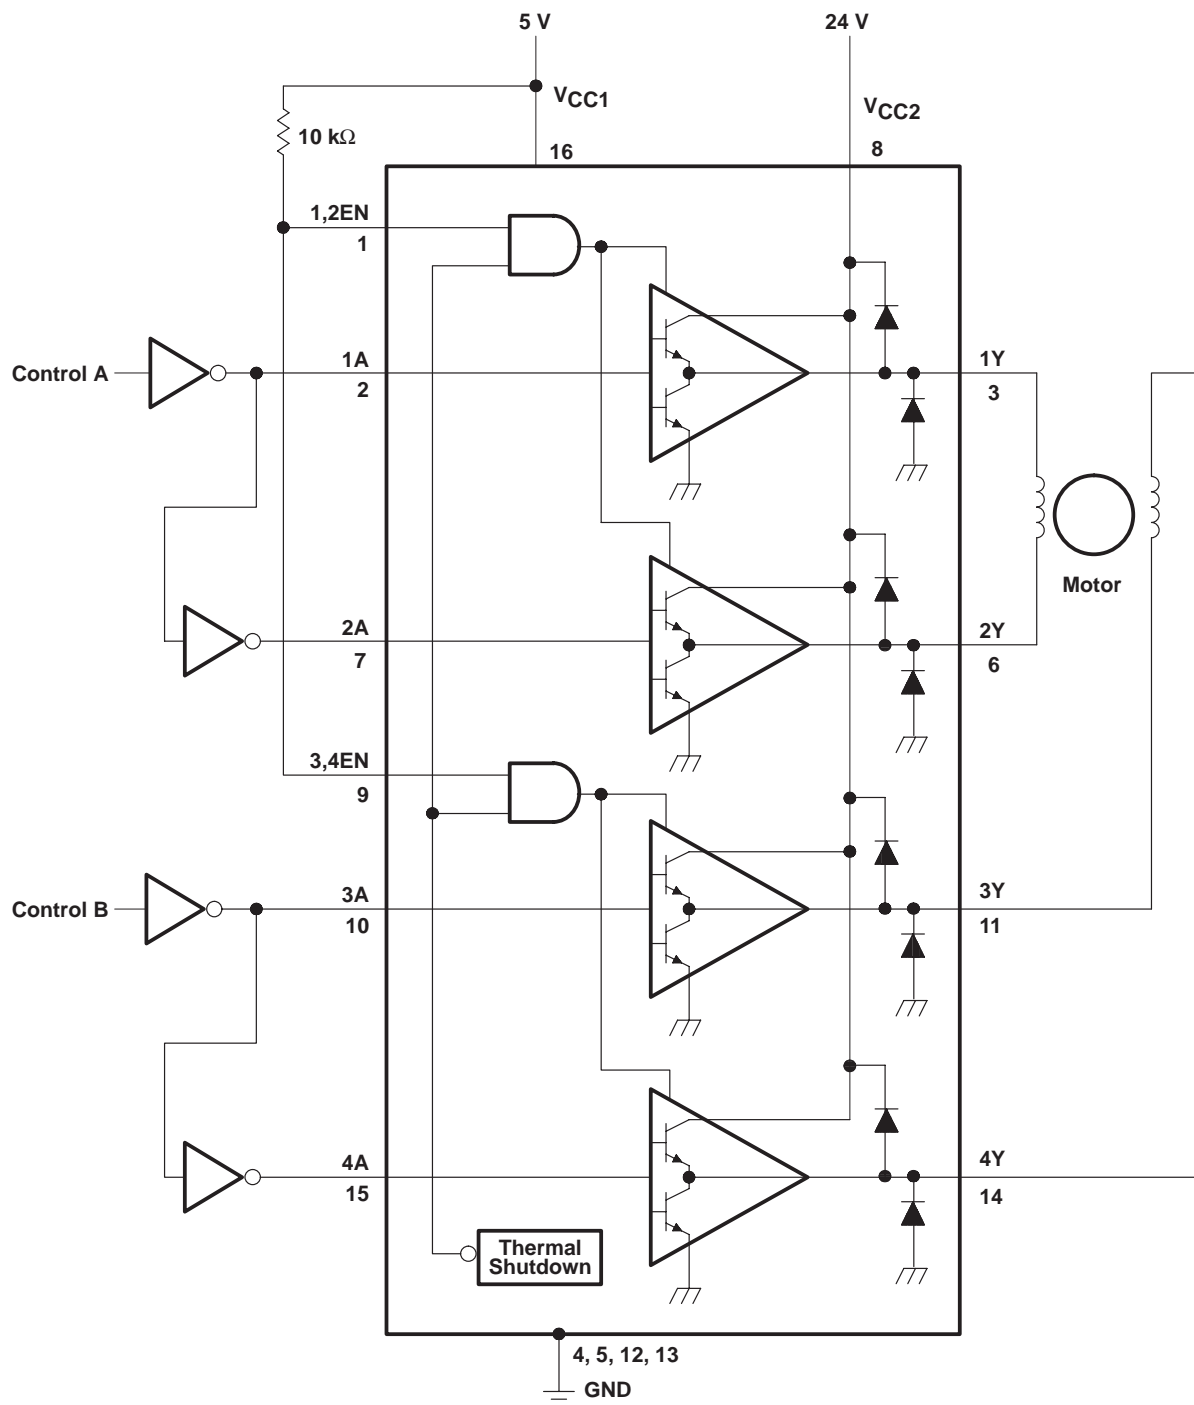 5 V
24 V
VCC1
VCC2
10 kΩ
16
8
1,2EN
1
Control A
1A
2
1Y
3
Motor
2A
7
2Y
6
3,4EN
9
Control B
3A
10
3Y
11
4A
15
4Y
14
Thermal
Shutdown
4, 5, 12, 13
GND